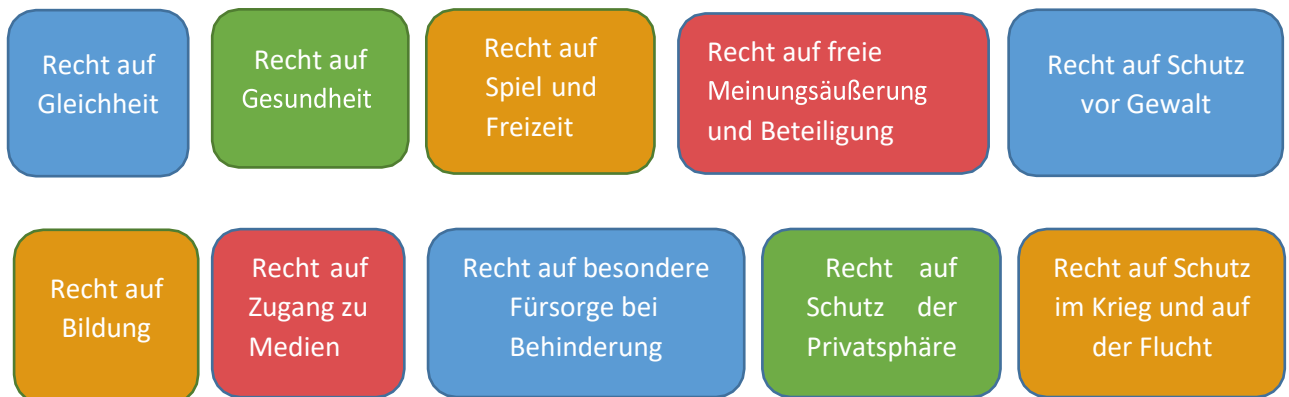 Recht auf
Gleichheit
Recht auf
Gesundheit
Recht auf
Spiel und
Freizeit
Recht auf freie
Meinungsäußerung
und Beteiligung
Recht auf Schutz
vor Gewalt
Recht auf
Bildung
Recht auf
Zugang zu
Medien
Recht auf besondere
Fürsorge bei
Behinderung
Recht auf
Schutz der
Privatsphäre
Recht auf Schutz
im Krieg und auf
der Flucht